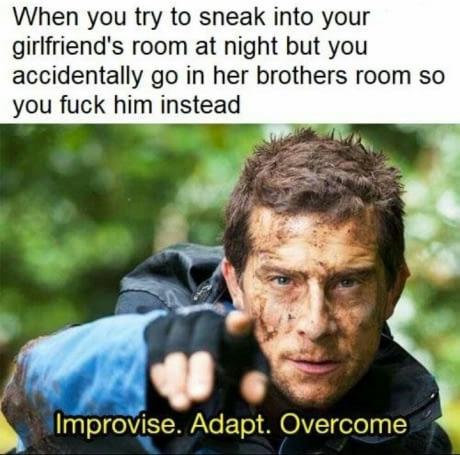 When you try to sneak into your
girlfriend's room at night but you
accidentally go in her brothers room so
you fuck him instead
Improvise. Adapt. Overcome